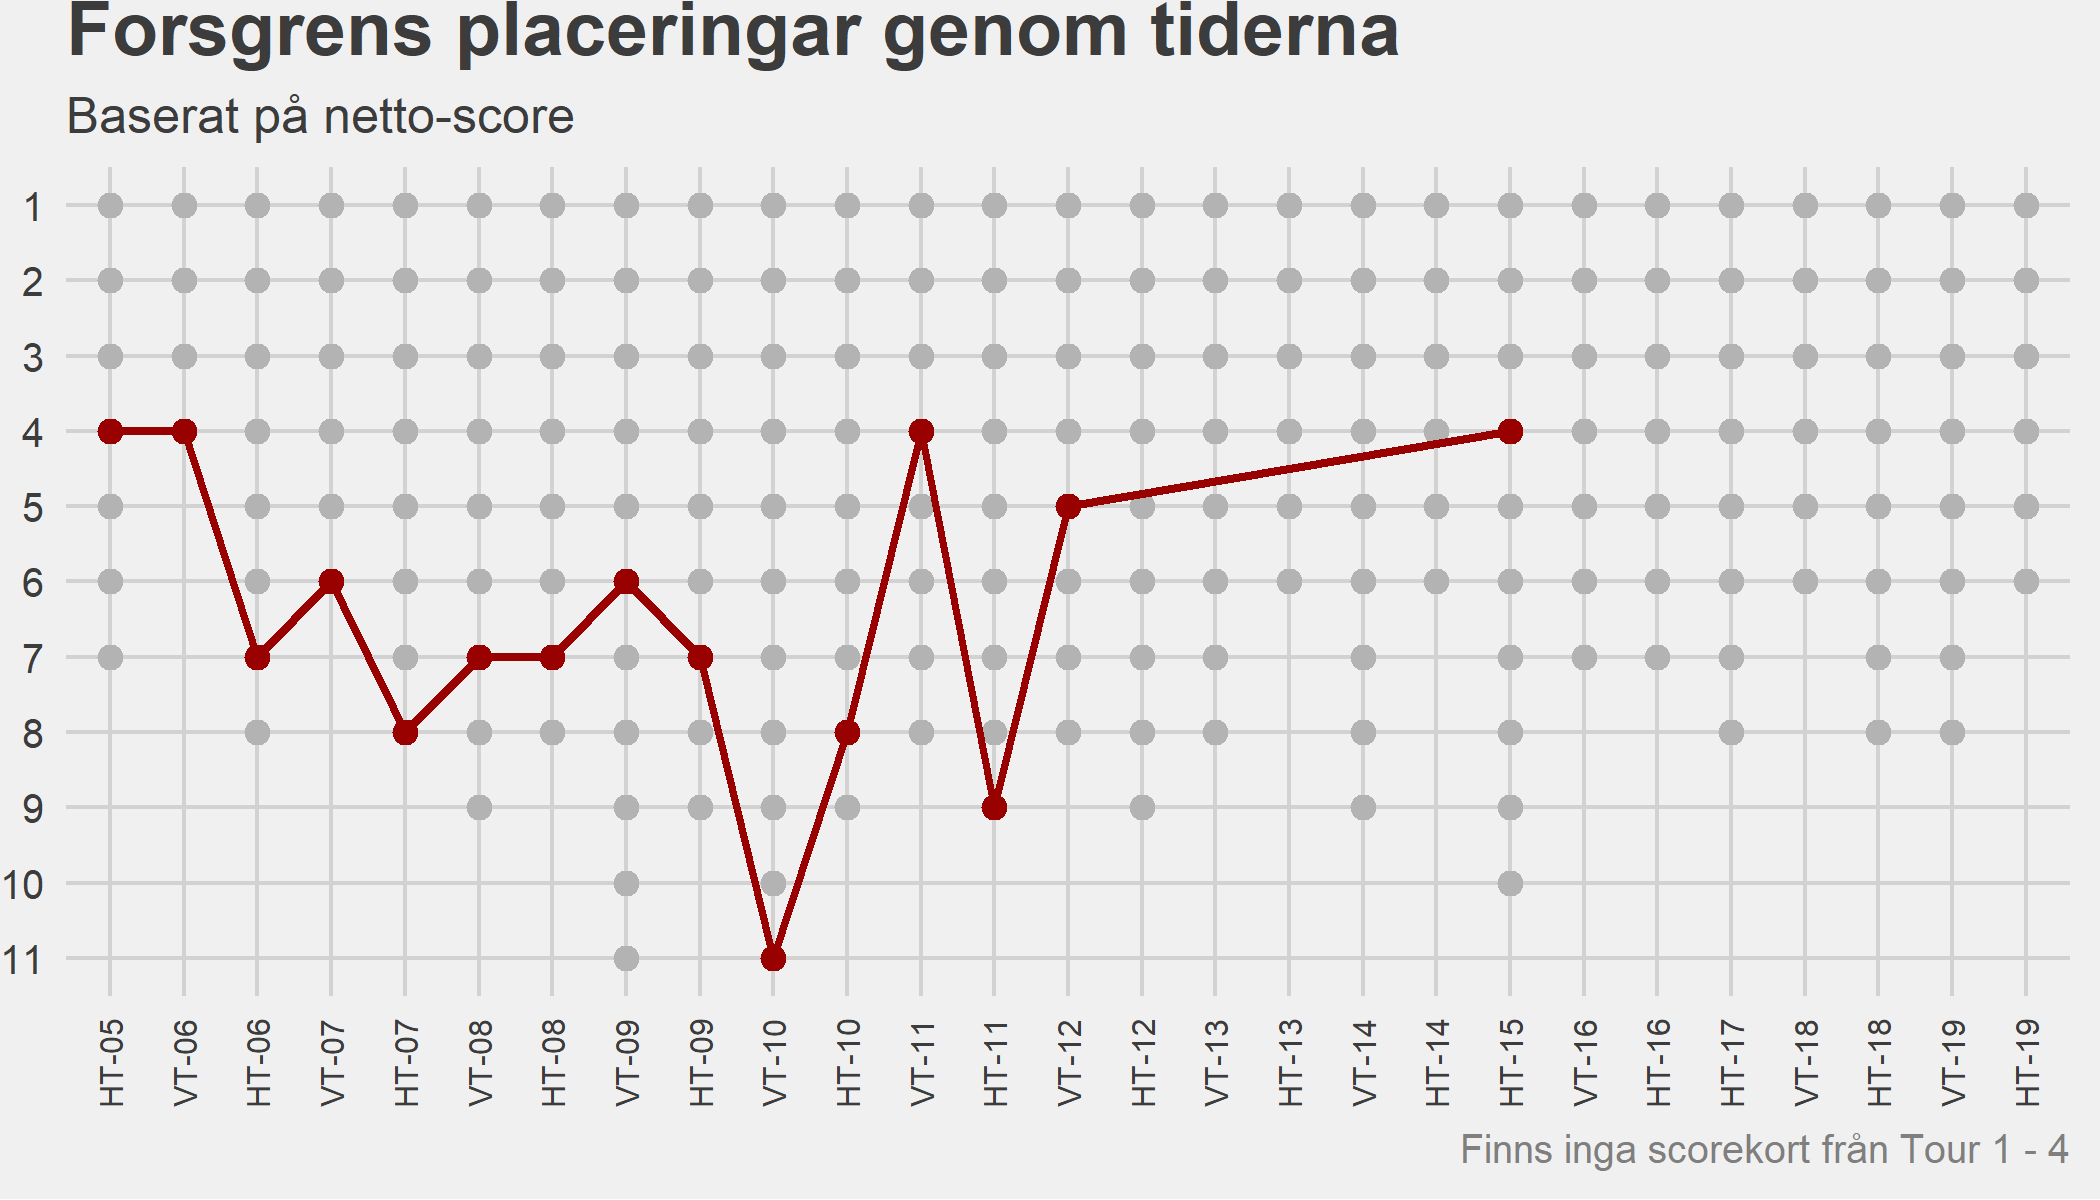 Forsgrens placeringar genom tiderna
Baserat på netto-score
1
2
3
4
5
6
7
8
9
10
11
HT-05
VT-06
HT-06
VT-07
HT-07
VT-08
HT-08
VT-09
HT-09
VT-10
HT-10
VT-11
HT-11
VT-12
HT-12
VT-13
HT-13
VT-14
HT-14
HT-15
VT-16
HT-16
HT-17
VT-18
HT-18
VT-19
HT-19
Finns inga scorekort från Tour 1 - 4